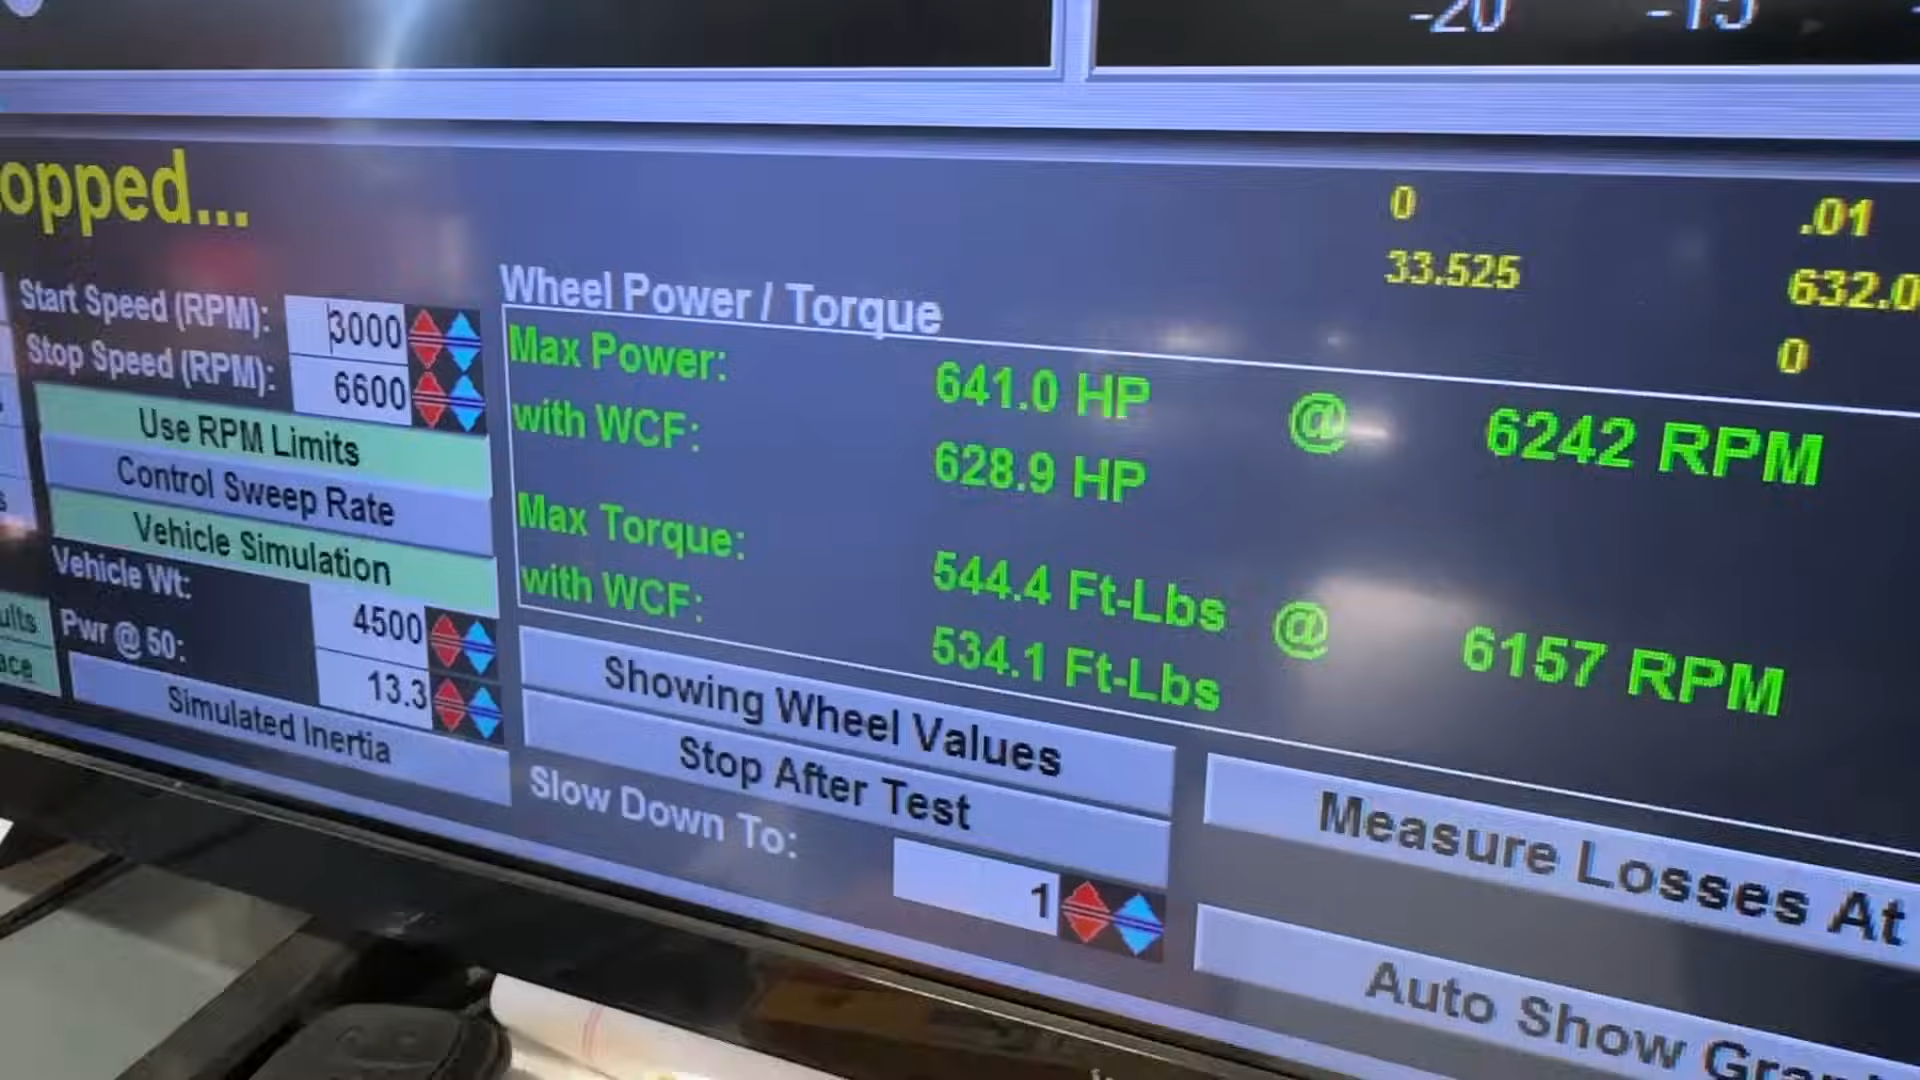 -20 -15
opped...
0 .01
33.525 632.0
0
Start Speed (RPM): 3000
Stop Speed (RPM): 6600
Use RPM Limits
Control Sweep Rate
Vehicle Simulation
Vehicle Wt: 4500
Pwr @ 50: 13.3
Simulated Inertia
ults
ace
Wheel Power / Torque
Max Power: 641.0 HP @ 6242 RPM
with WCF: 628.9 HP
Max Torque: 544.4 Ft-Lbs @ 6157 RPM
with WCF: 534.1 Ft-Lbs
Showing Wheel Values
Stop After Test
Slow Down To: 1
Measure Losses At
Auto Show Gra